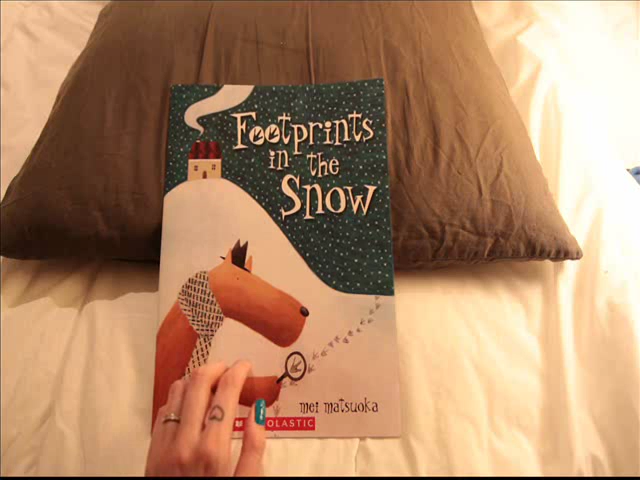 Footprints
in the
Snow
mei matsuoka
OLASTIC